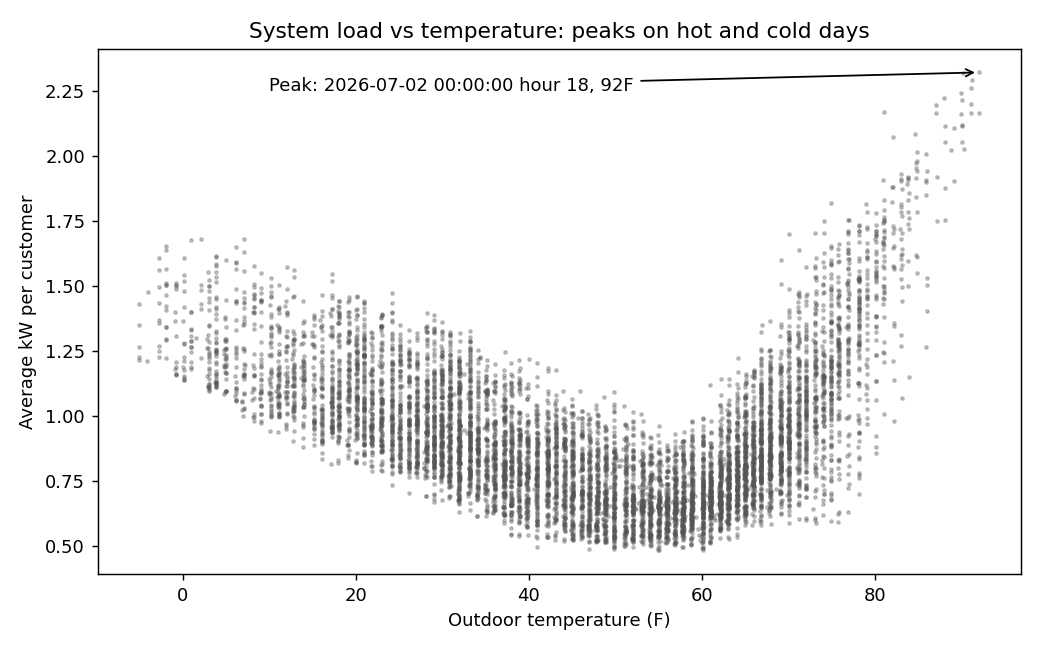 System load vs temperature: peaks on hot and cold days
Peak: 2026-07-02 00:00:00 hour 18, 92F
Average kW per customer
2.25
2.00
1.75
1.50
1.25
1.00
0.75
0.50
0 20 40 60 80
Outdoor temperature (F)